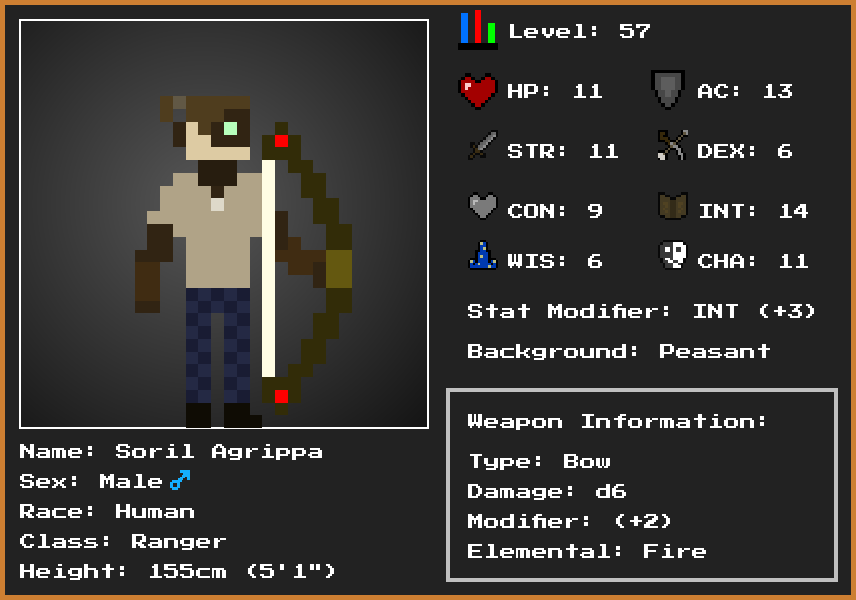 Level: 57
HP: 11
AC: 13
STR: 11
DEX: 6
CON: 9
INT: 14
WIS: 6
CHA: 11
Stat Modifier: INT (+3)
Background: Peasant
Weapon Information:
Type: Bow
Damage: d6
Modifier: (+2)
Elemental: Fire
Name: Soril Agrippa
Sex: Male ♂
Race: Human
Class: Ranger
Height: 155cm (5'1")